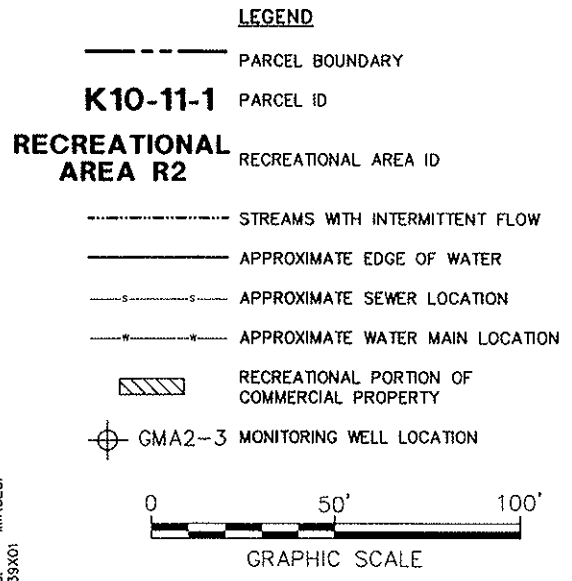 LEGEND
PARCEL BOUNDARY
K10-11-1 PARCEL ID
RECREATIONAL AREA R2 RECREATIONAL AREA ID
STREAMS WITH INTERMITTENT FLOW
APPROXIMATE EDGE OF WATER
S S APPROXIMATE SEWER LOCATION
W W APPROXIMATE WATER MAIN LOCATION
RECREATIONAL PORTION OF
COMMERCIAL PROPERTY
GMA2-3 MONITORING WELL LOCATION
0 50' 100'
GRAPHIC SCALE
39X01